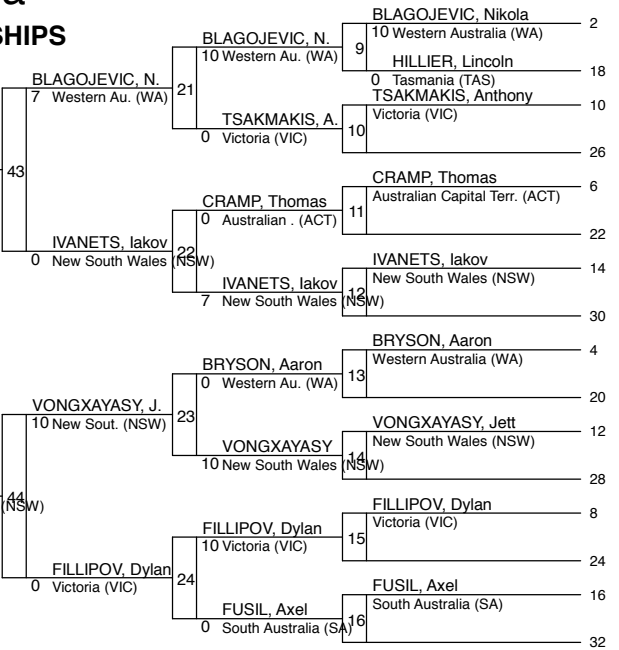 SHIPS
BLAGOJEVIC, Nikola
2
10 Western Australia (WA)
BLAGOJEVIC, N.
10 Western Au. (WA)
9
HILLIER, Lincoln
18
0 Tasmania (TAS)
BLAGOJEVIC, N.
7 Western Au. (WA)
21
TSAKMAKIS, Anthony
10
Victoria (VIC)
TSAKMAKIS, A.
0 Victoria (VIC)
10
26
43
CRAMP, Thomas
6
Australian Capital Terr. (ACT)
CRAMP, Thomas
0 Australian . (ACT)
11
22
IVANETS, Iakov
0 New South Wales (NSW)
22
IVANETS, Iakov
14
New South Wales (NSW)
IVANETS, Iakov
7 New South Wales (NSW)
12
30
BRYSON, Aaron
4
Western Australia (WA)
BRYSON, Aaron
0 Western Au. (WA)
13
20
VONGXAYASY, J.
10 New Sout. (NSW)
23
VONGXAYASY, Jett
12
New South Wales (NSW)
VONGXAYASY
10 New South Wales (NSW)
14
28
44
(NSW)
FILLIPOV, Dylan
8
Victoria (VIC)
FILLIPOV, Dylan
10 Victoria (VIC)
15
24
FILLIPOV, Dylan
0 Victoria (VIC)
24
FUSIL, Axel
16
South Australia (SA)
FUSIL, Axel
0 South Australia (SA)
16
32